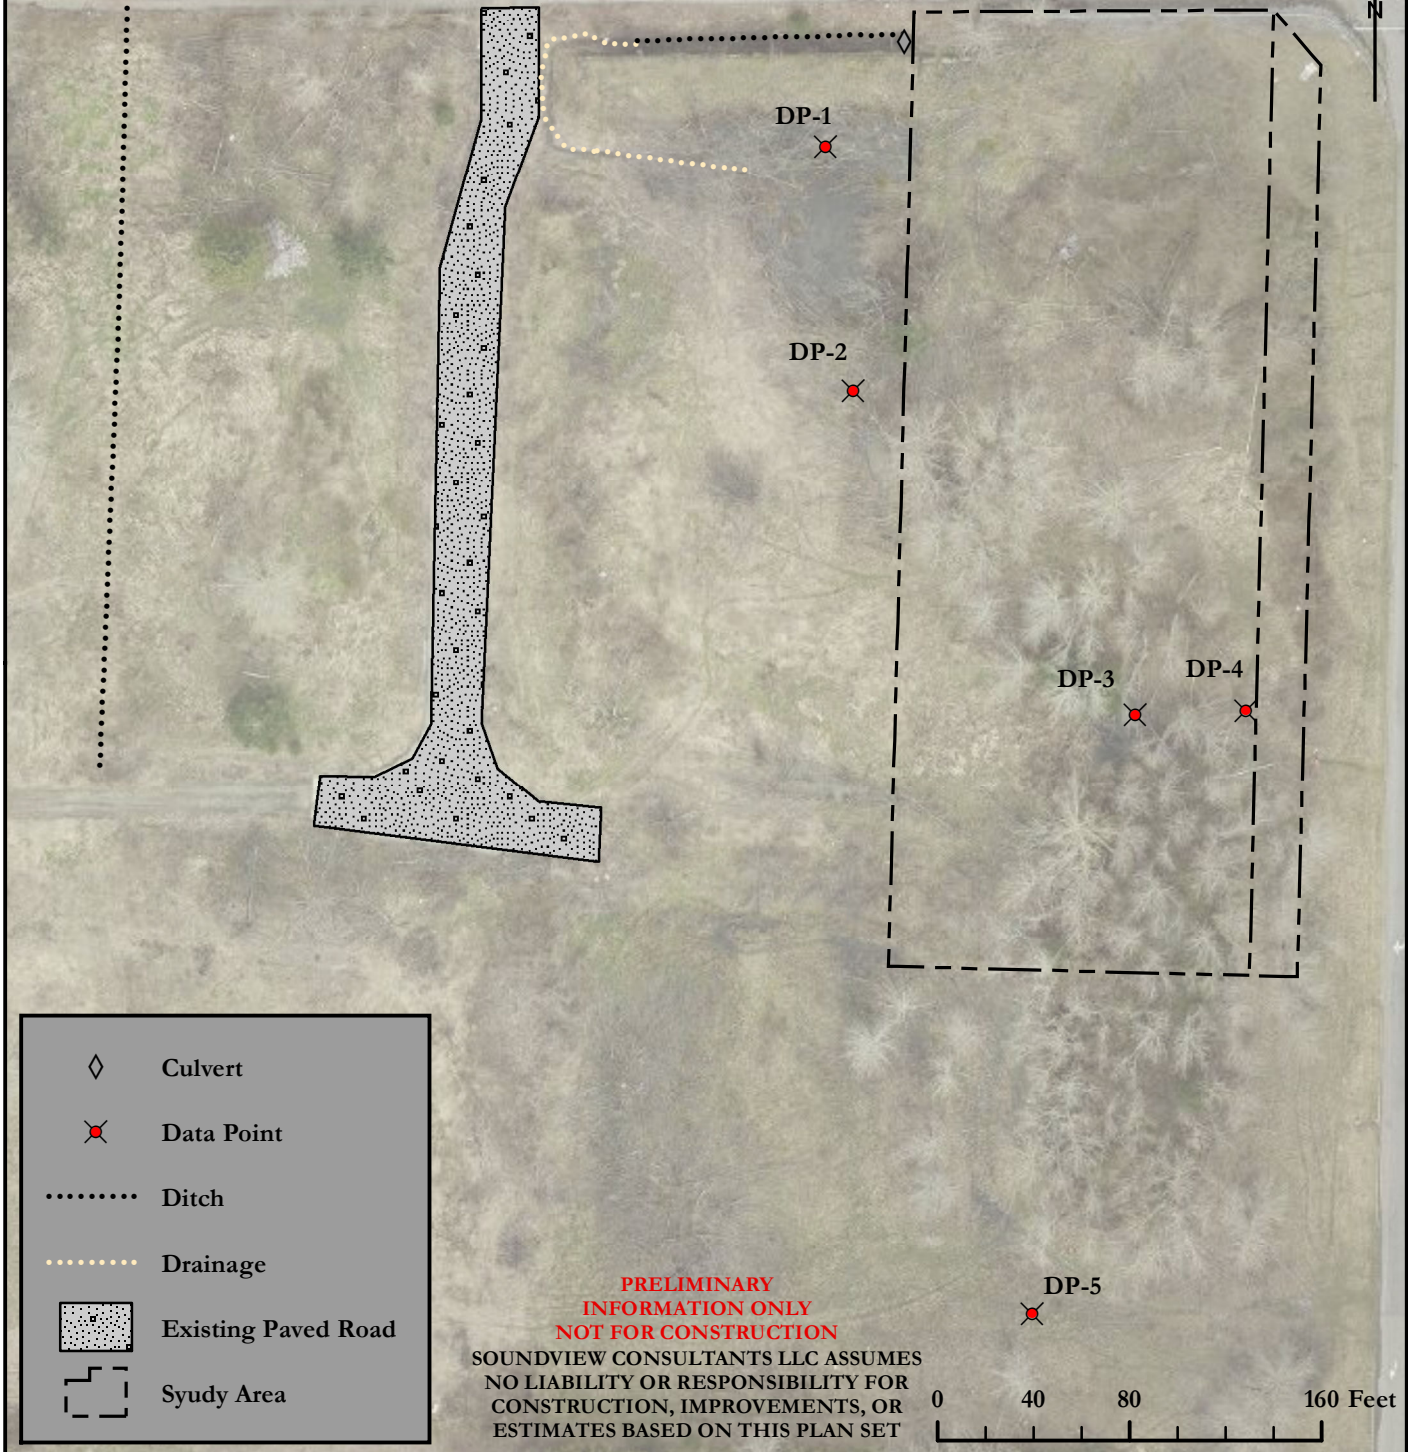 N
DP-1
DP-2
DP-3
DP-4
DP-5
Culvert
Data Point
Ditch
Drainage
Existing Paved Road
Syudy Area
PRELIMINARY
INFORMATION ONLY
NOT FOR CONSTRUCTION
SOUNDVIEW CONSULTANTS LLC ASSUMES
NO LIABILITY OR RESPONSIBILITY FOR
CONSTRUCTION, IMPROVEMENTS, OR
ESTIMATES BASED ON THIS PLAN SET
0 40 80 160 Feet